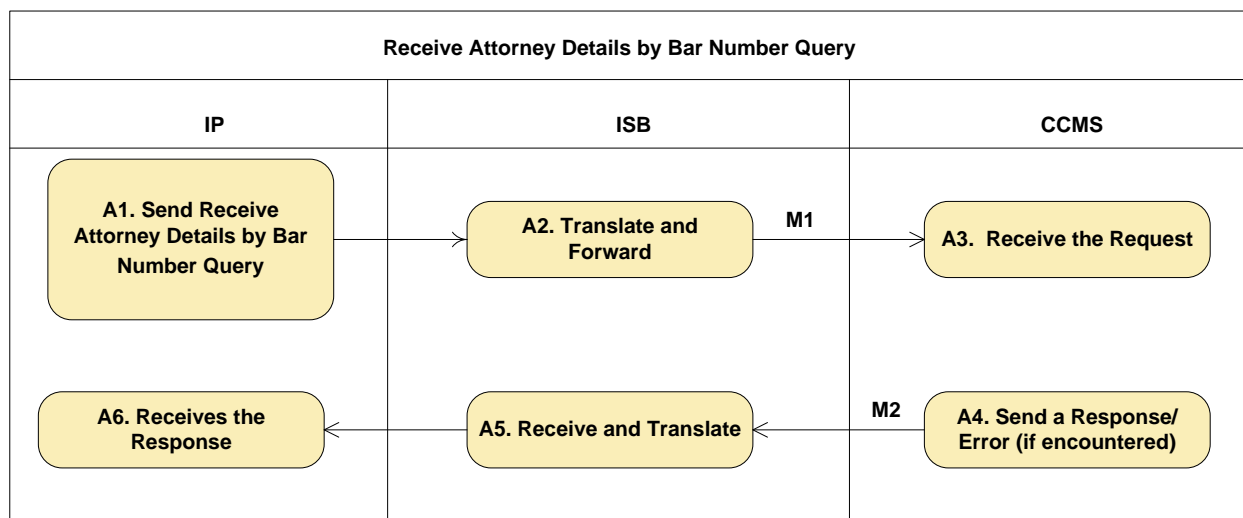 Receive Attorney Details by Bar Number Query
IP
ISB
CCMS
A1. Send Receive
Attorney Details by Bar
Number Query
A2. Translate and
Forward
M1
A3. Receive the Request
A6. Receives the
Response
A5. Receive and Translate
M2
A4. Send a Response/
Error (if encountered)